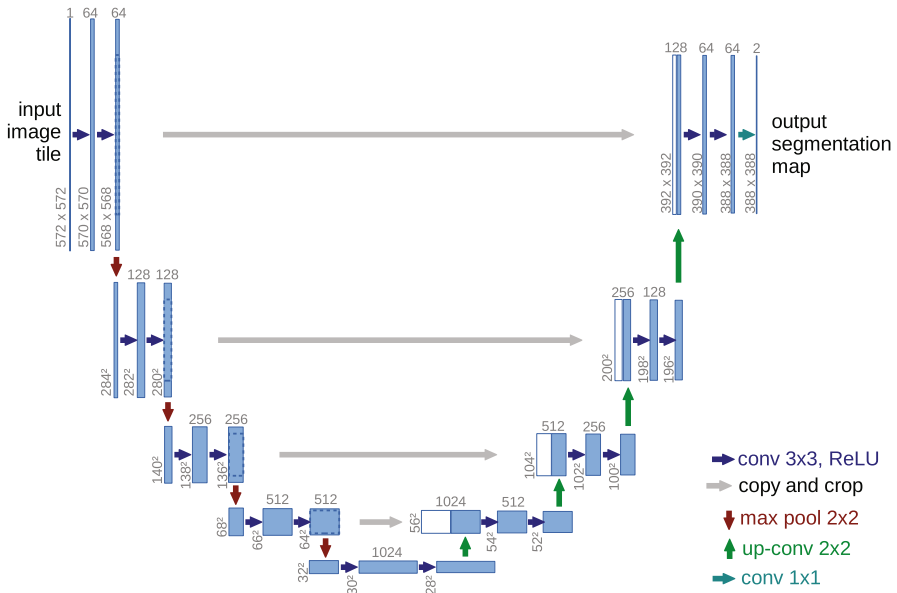 1 64 64
input
image
tile
572 x 572
570 x 570
568 x 568
128 64 64 2
output
segmentation
map
392 x 392
390 x 390
388 x 388
388 x 388
128 128
284²
282²
280²
256 128
200²
198²
196²
256 256
140²
138²
136²
512 256
104²
102²
100²
512 512
68²
66²
64²
1024 512
56²
54²
52²
1024
32²
30²
28²
conv 3x3, ReLU
copy and crop
max pool 2x2
up-conv 2x2
conv 1x1